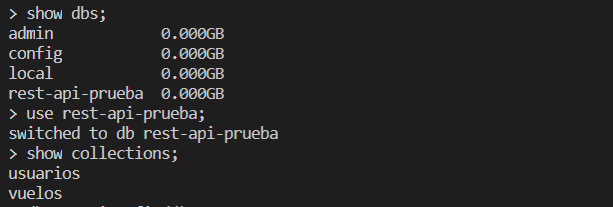 > show dbs;
admin           0.000GB
config          0.000GB
local           0.000GB
rest-api-prueba  0.000GB
> use rest-api-prueba;
switched to db rest-api-prueba
> show collections;
usuarios
vuelos